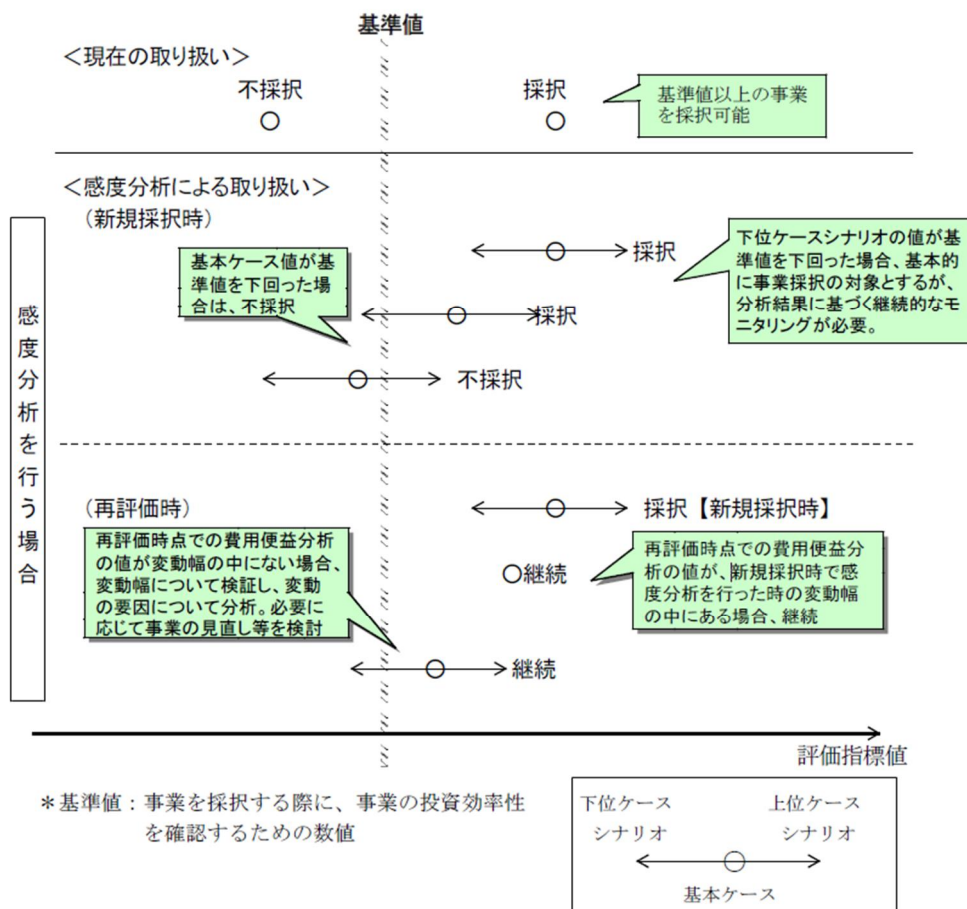 基準値
＜現在の取り扱い＞
不採択
採択
基準値以上の事業
を採択可能
＜感度分析による取り扱い＞
（新規採択時）
感度分析を行う場合
基本ケース値が基
準値を下回った場
合は、不採択
採択
下位ケースシナリオの値が
基準値を下回った場合、基本的
に事業採択の対象とするが、
分析結果に基づく継続的なモ
ニタリングが必要。
採択
不採択
（再評価時）
採択【新規採択時】
再評価時点での費用便益分析
の値が変動幅の中にない場合、
変動幅について検証し、変動
の要因について分析。必要に
応じて事業の見直し等を検討
継続
再評価時点での費用便益分
析の値が、新規採択時で感
度分析を行った時の変動幅
の中にある場合、継続
継続
評価指標値
＊基準値：事業を採択する際に、事業の投資効率性
を確認するための数値
下位ケース
シナリオ
上位ケース
シナリオ
基本ケース